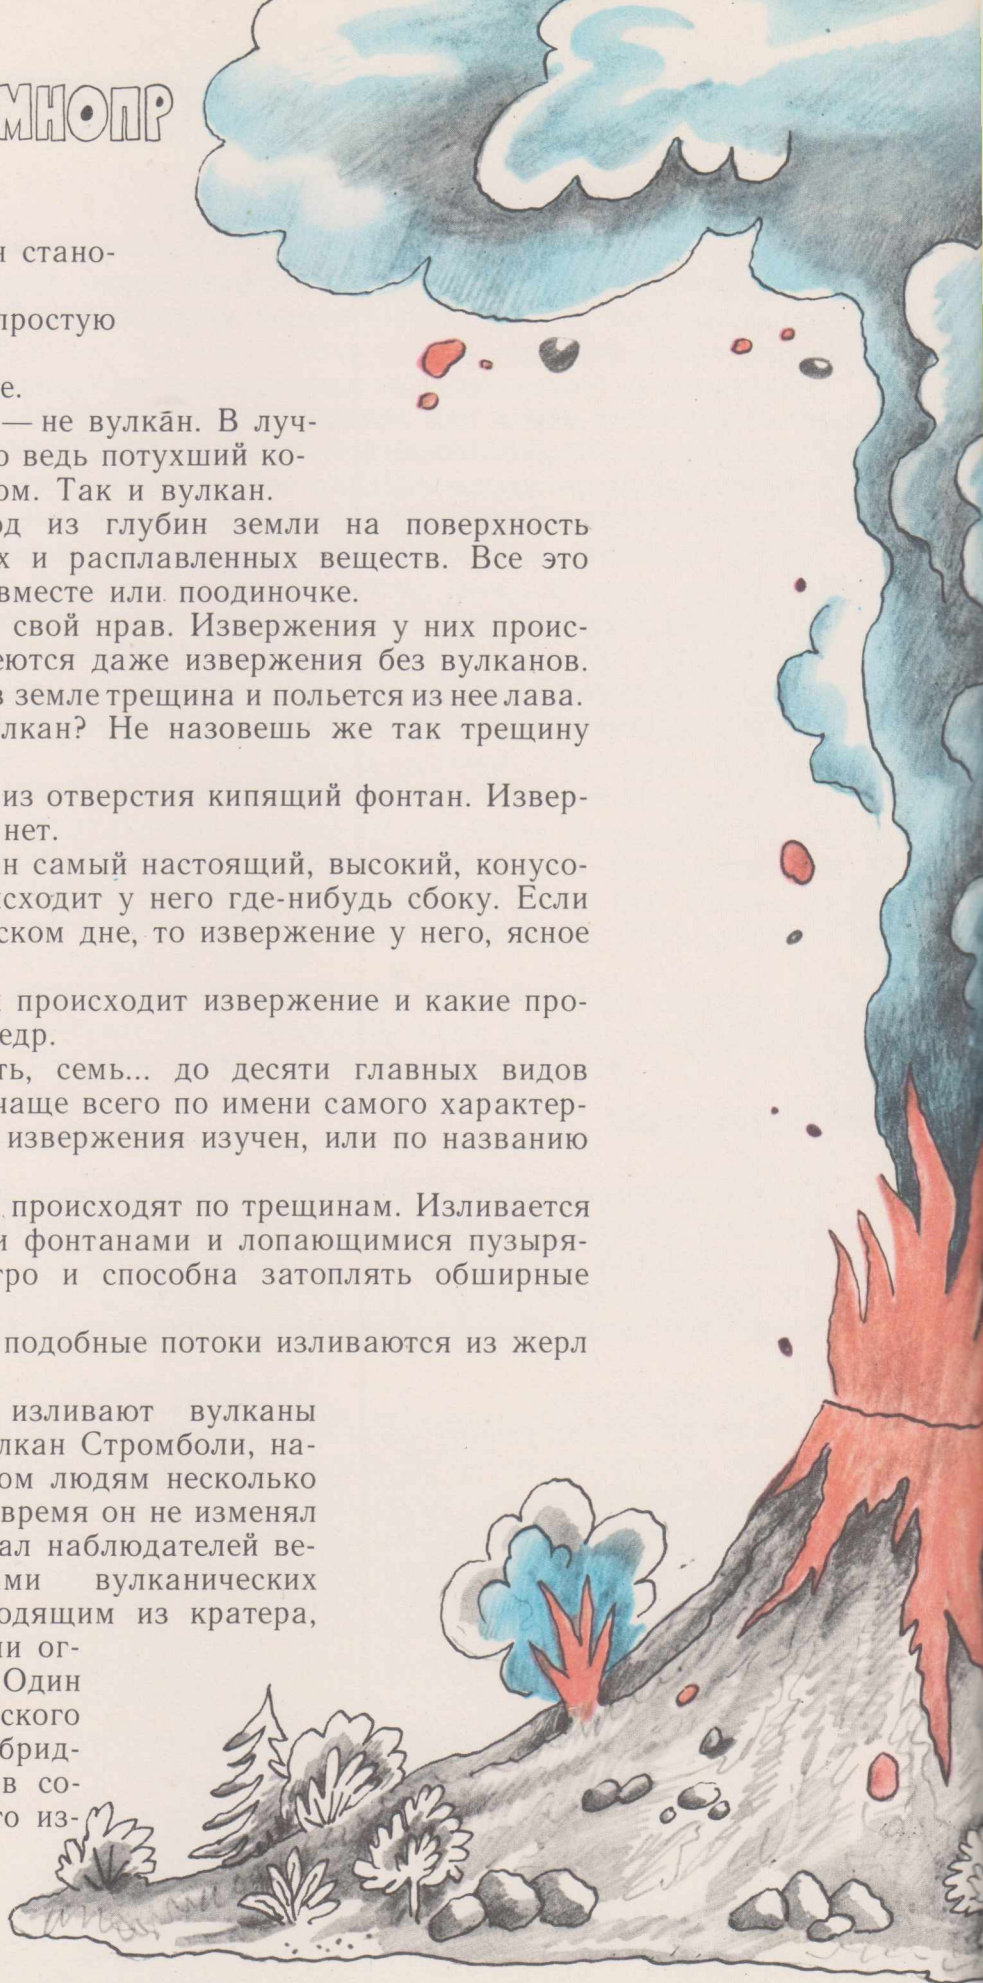 МНОПР
стано-
простую
е.
— не вулка̄н. В луч-
о ведь потухший ко-
ом. Так и вулкан.
од из глубин земли на поверхность
х и расплавленных веществ. Все это
вместе или поодиночке.
свой нрав. Извержения у них проис-
еются даже извержения без вулканов.
в земле трещина и польется из нее лава.
лкан? Не назовешь же так трещину
из отверстия кипящий фонтан. Извер-
нет.
н самый настоящий, высокий, конусо-
сходит у него где-нибудь сбоку. Если
ском дне, то извержение у него, ясное
происходит извержение и какие про-
едр.
ть, семь... до десяти главных видов
чаще всего по имени самого характер-
извержения изучен, или по названию
происходят по трещинам. Изливается
и фонтанами и лопающимися пузыря-
тро и способна затоплять обширные
подобные потоки изливаются из жерл
изливают вулканы
лкан Стромболи, на-
ом людям несколько
время он не изменял
ал наблюдателей ве-
ми вулканических
одящим из кратера,
ми ог-
Один
ского
брид-
в со-
го из-